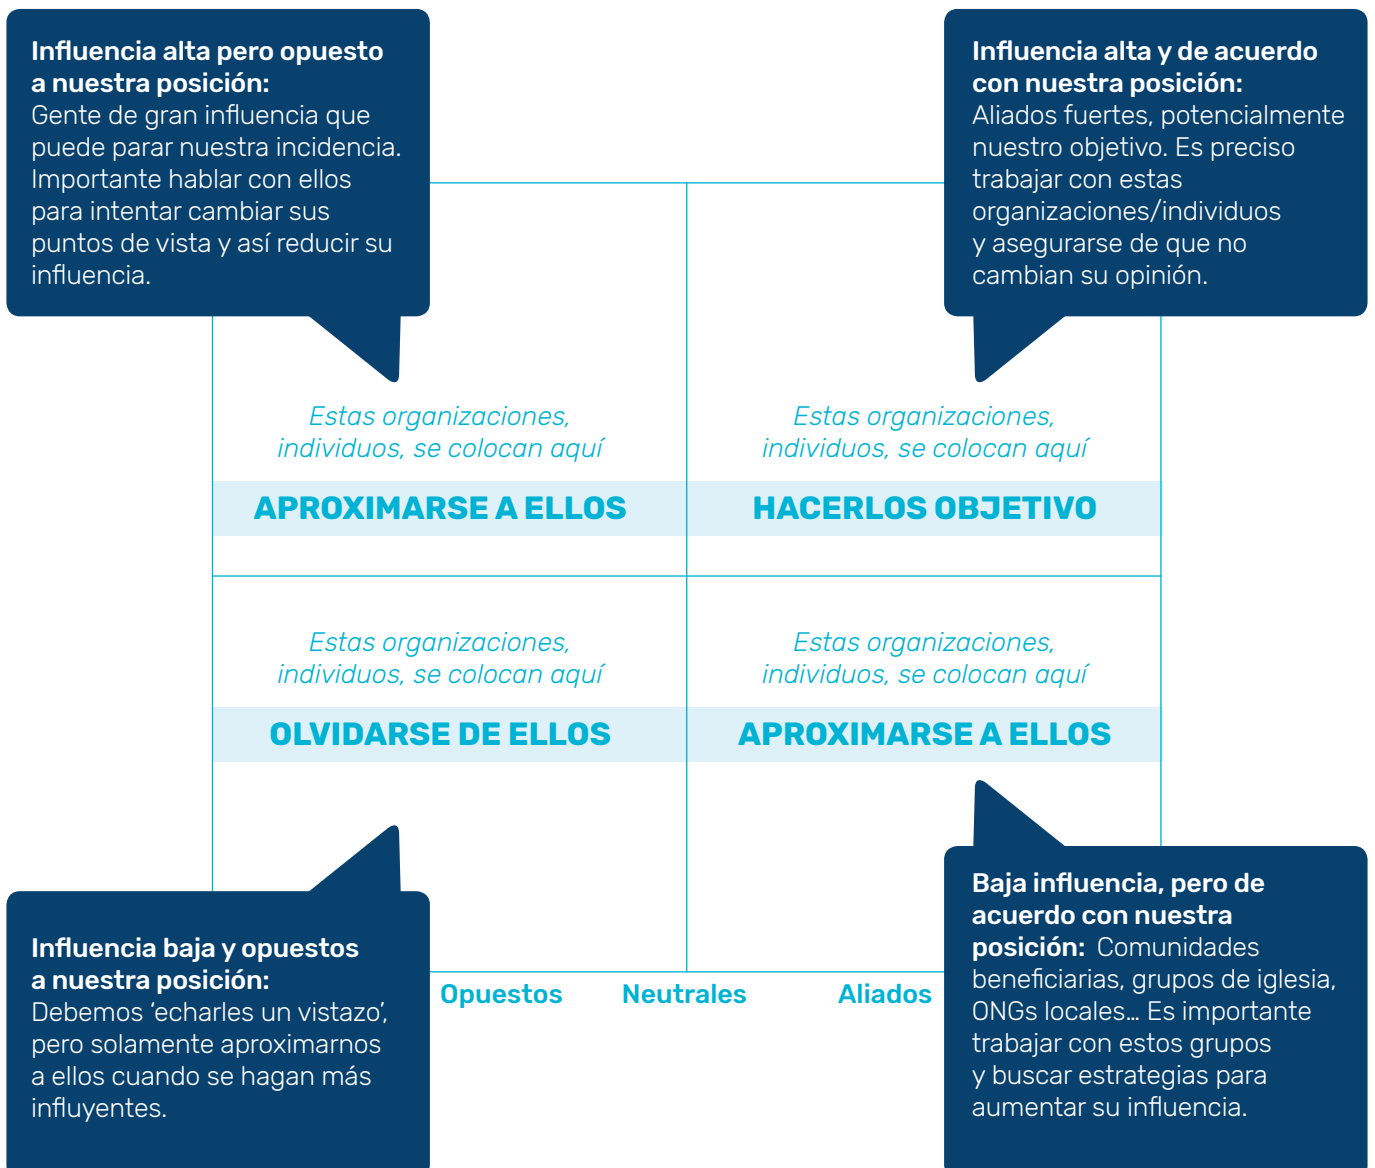 Influencia alta pero opuesto
a nuestra posición:
Gente de gran influencia que
puede parar nuestra incidencia.
Importante hablar con ellos
para intentar cambiar sus
puntos de vista y así reducir su
influencia.
Influencia alta y de acuerdo
con nuestra posición:
Aliados fuertes, potencialmente
nuestro objetivo. Es preciso
trabajar con estas
organizaciones/individuos
y asegurarse de que no
cambian su opinión.
Estas organizaciones,
individuos, se colocan aquí
APROXIMARSE A ELLOS
Estas organizaciones,
individuos, se colocan aquí
HACERLOS OBJETIVO
Estas organizaciones,
individuos, se colocan aquí
OLVIDARSE DE ELLOS
Estas organizaciones,
individuos, se colocan aquí
APROXIMARSE A ELLOS
Influencia baja y opuestos
a nuestra posición:
Debemos ‘echarles un vistazo’,
pero solamente aproximarnos
a ellos cuando se hagan más
influyentes.
Opuestos
Neutrales
Aliados
Baja influencia, pero de
acuerdo con nuestra
posición: Comunidades
beneficiarias, grupos de iglesia,
ONGs locales… Es importante
trabajar con estos grupos
y buscar estrategias para
aumentar su influencia.